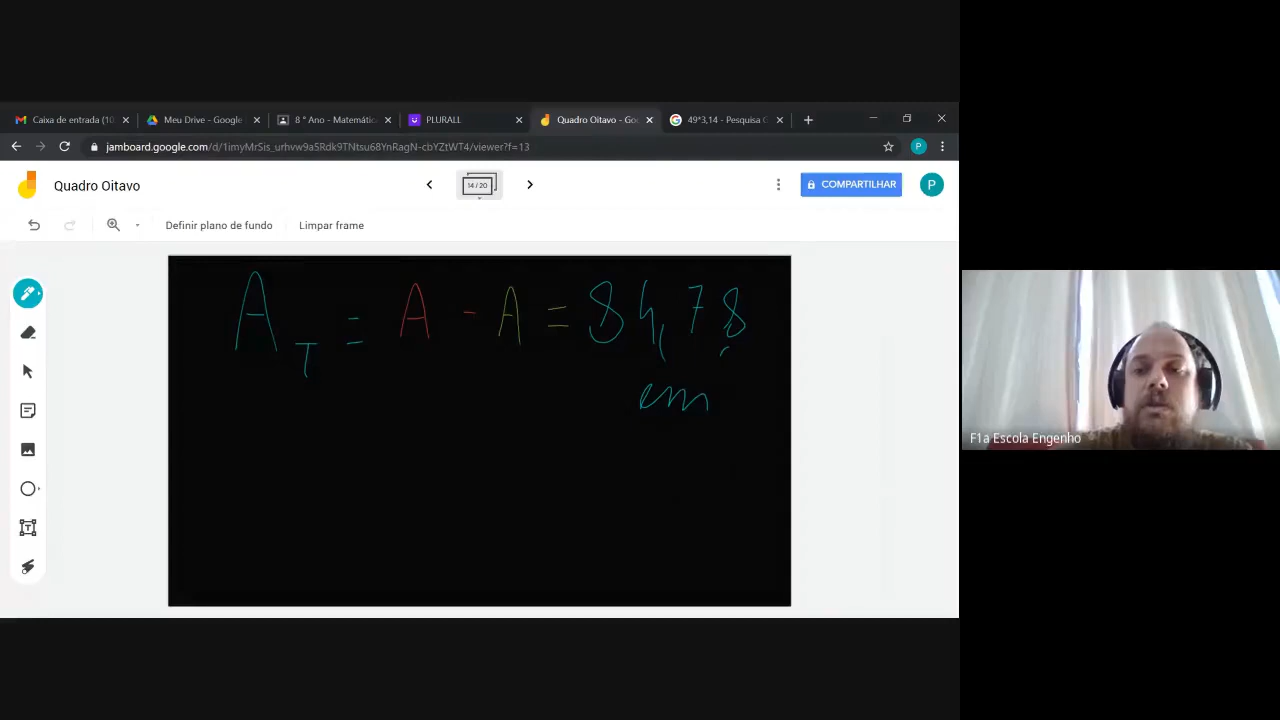 Caixa de entrada (10
Meu Drive - Google
8 ° Ano - Matemátic
PLURALL
Quadro Oitavo - Goo
49*3,14 - Pesquisa G
jamboard.google.com/d/1imyMrSis_urhvw9a5Rdk9TNtsu68YnRagN-cbYZtWT4/viewer?f=13
P
Quadro Oitavo
14 / 20
COMPARTILHAR
P
Definir plano de fundo
Limpar frame
A T = A - A = 84,78
cm
F1a Escola Engenho